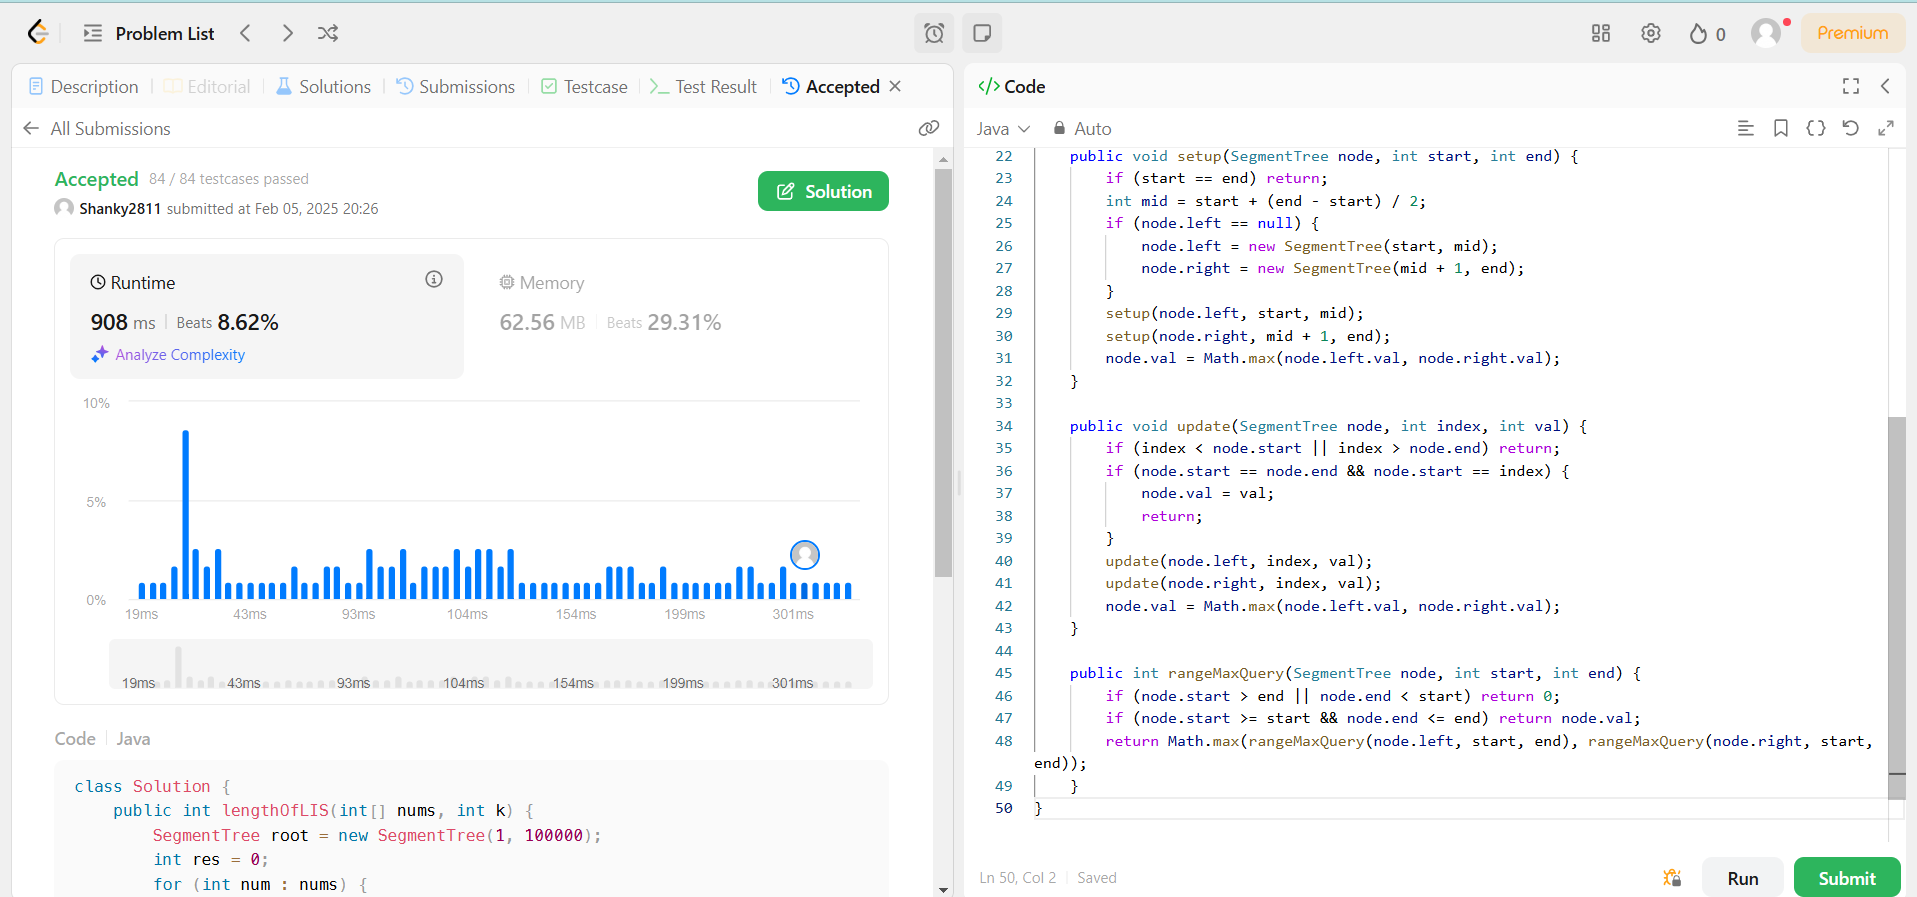 Problem List
0
Premium
Description
Editorial
Solutions
Submissions
Testcase
Test Result
Accepted
All Submissions
Accepted 84 / 84 testcases passed
Shanky2811 submitted at Feb 05, 2025 20:26
Solution
Runtime
908 ms Beats 8.62%
Analyze Complexity
Memory
62.56 MB Beats 29.31%
10%
5%
0%
19ms 43ms 93ms 104ms 154ms 199ms 301ms
19ms 43ms 93ms 104ms 154ms 199ms 301ms
Code Java
class Solution {
public int lengthOfLIS(int[] nums, int k) {
SegmentTree root = new SegmentTree(1, 100000);
int res = 0;
for (int num : nums) {
</> Code
Java Auto
22 public void setup(SegmentTree node, int start, int end) {
23 if (start == end) return;
24 int mid = start + (end - start) / 2;
25 if (node.left == null) {
26 node.left = new SegmentTree(start, mid);
27 node.right = new SegmentTree(mid + 1, end);
28 }
29 setup(node.left, start, mid);
30 setup(node.right, mid + 1, end);
31 node.val = Math.max(node.left.val, node.right.val);
32 }
33
34 public void update(SegmentTree node, int index, int val) {
35 if (index < node.start || index > node.end) return;
36 if (node.start == node.end && node.start == index) {
37 node.val = val;
38 return;
39 }
40 update(node.left, index, val);
41 update(node.right, index, val);
42 node.val = Math.max(node.left.val, node.right.val);
43 }
44
45 public int rangeMaxQuery(SegmentTree node, int start, int end) {
46 if (node.start > end || node.end < start) return 0;
47 if (node.start >= start && node.end <= end) return node.val;
48 return Math.max(rangeMaxQuery(node.left, start, end), rangeMaxQuery(node.right, start,
end));
49 }
50 }
Ln 50, Col 2 Saved
Run
Submit